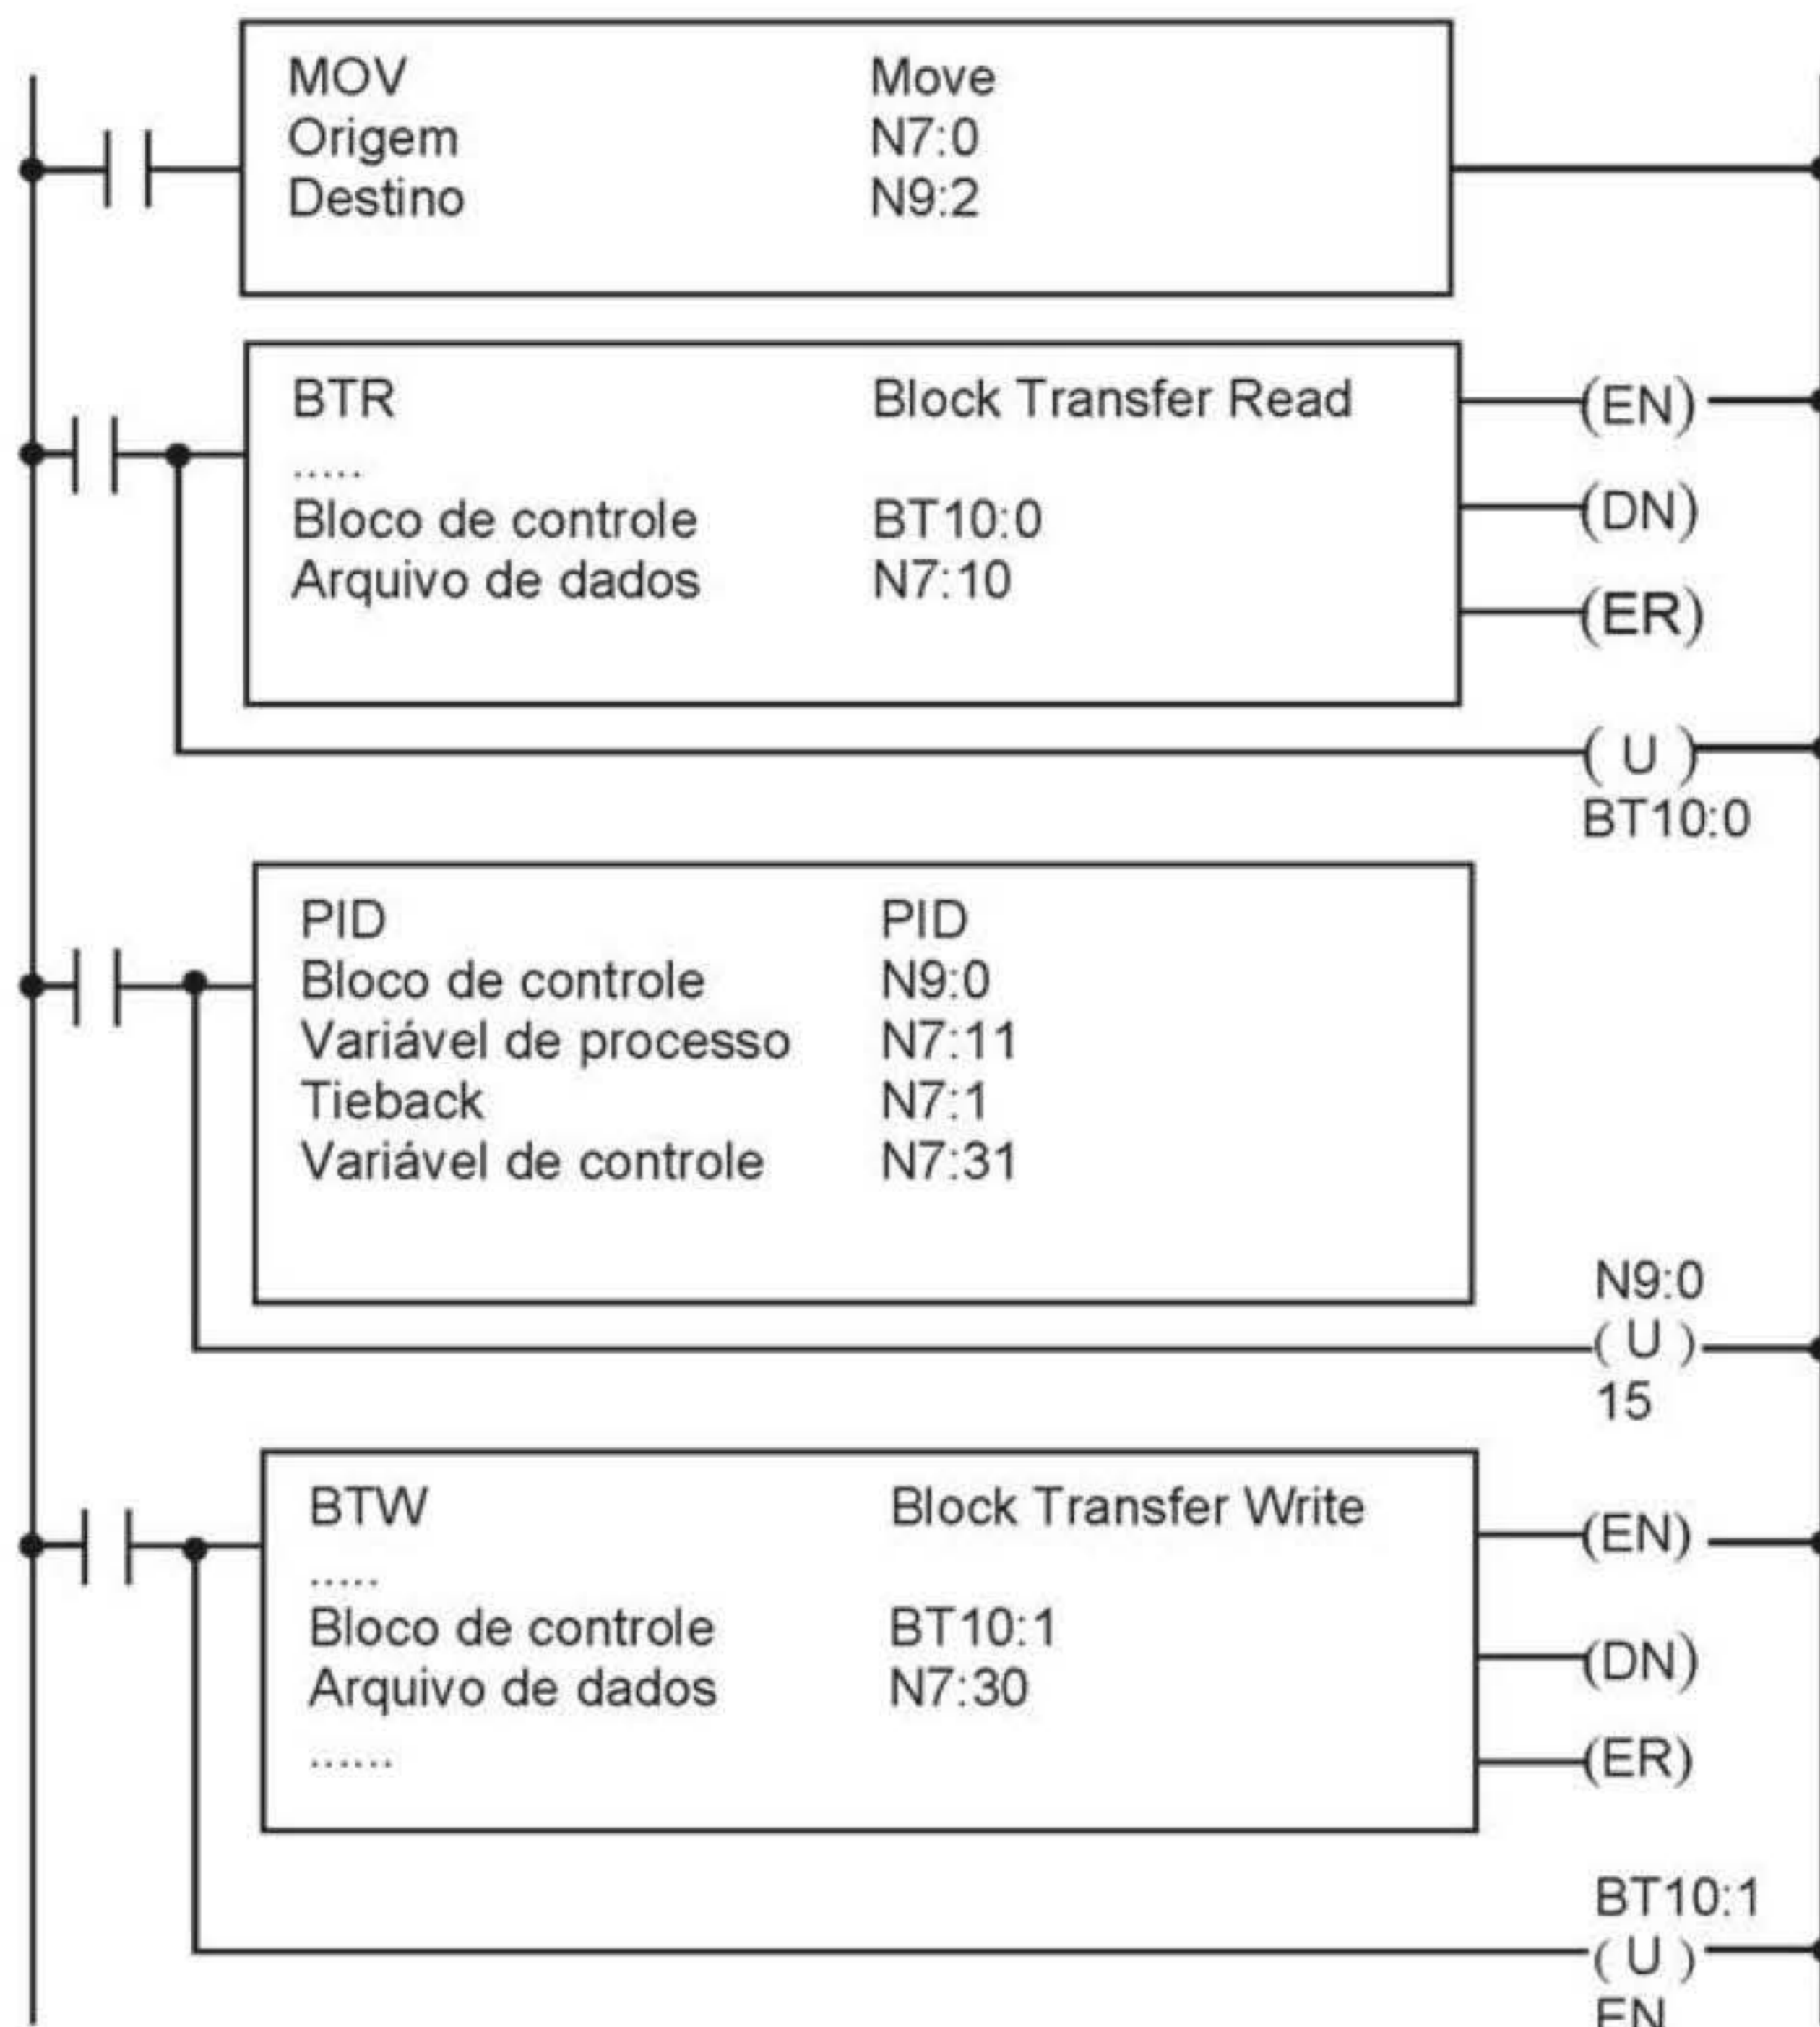 MOV Move
Origem N7:0
Destino N9:2
BTR Block Transfer Read
.....
Bloco de controle BT10:0
Arquivo de dados N7:10
(EN)
(DN)
(ER)
( U )
BT10:0
PID PID
Bloco de controle N9:0
Variável de processo N7:11
Tieback N7:1
Variável de controle N7:31
N9:0
( U )
15
BTW Block Transfer Write
.....
Bloco de controle BT10:1
Arquivo de dados N7:30
......
(EN)
(DN)
(ER)
BT10:1
( U )
EN